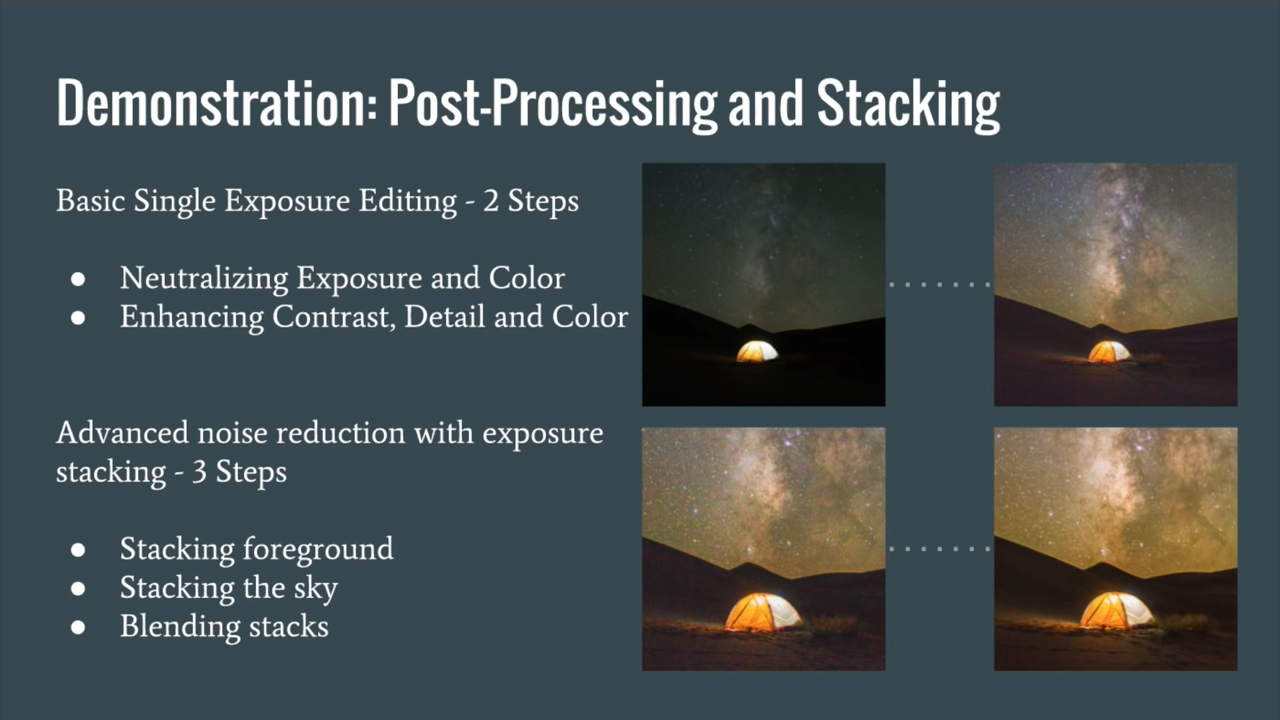 Demonstration: Post-Processing and Stacking
Basic Single Exposure Editing - 2 Steps
● Neutralizing Exposure and Color
● Enhancing Contrast, Detail and Color
Advanced noise reduction with exposure
stacking - 3 Steps
● Stacking foreground
● Stacking the sky
● Blending stacks